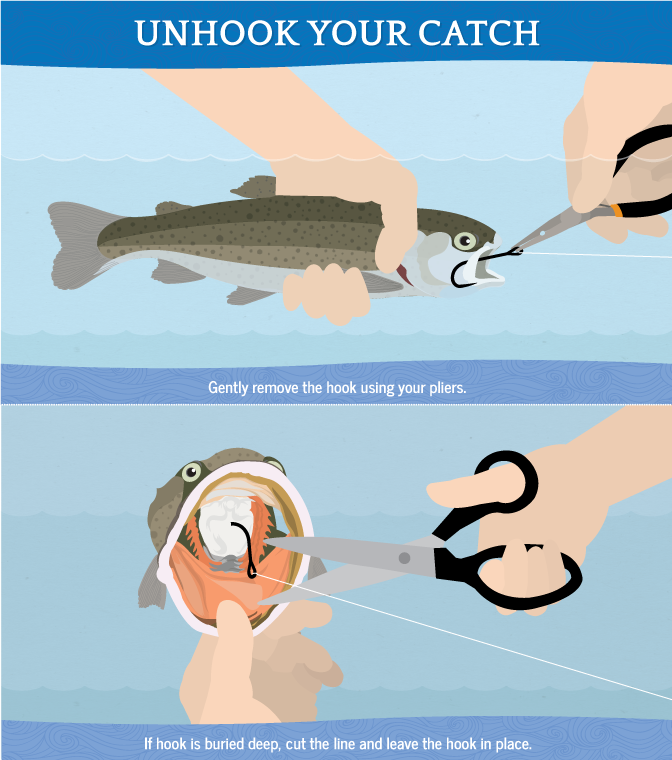 UNHOOK YOUR CATCH
Gently remove the hook using your pliers.
If hook is buried deep, cut the line and leave the hook in place.